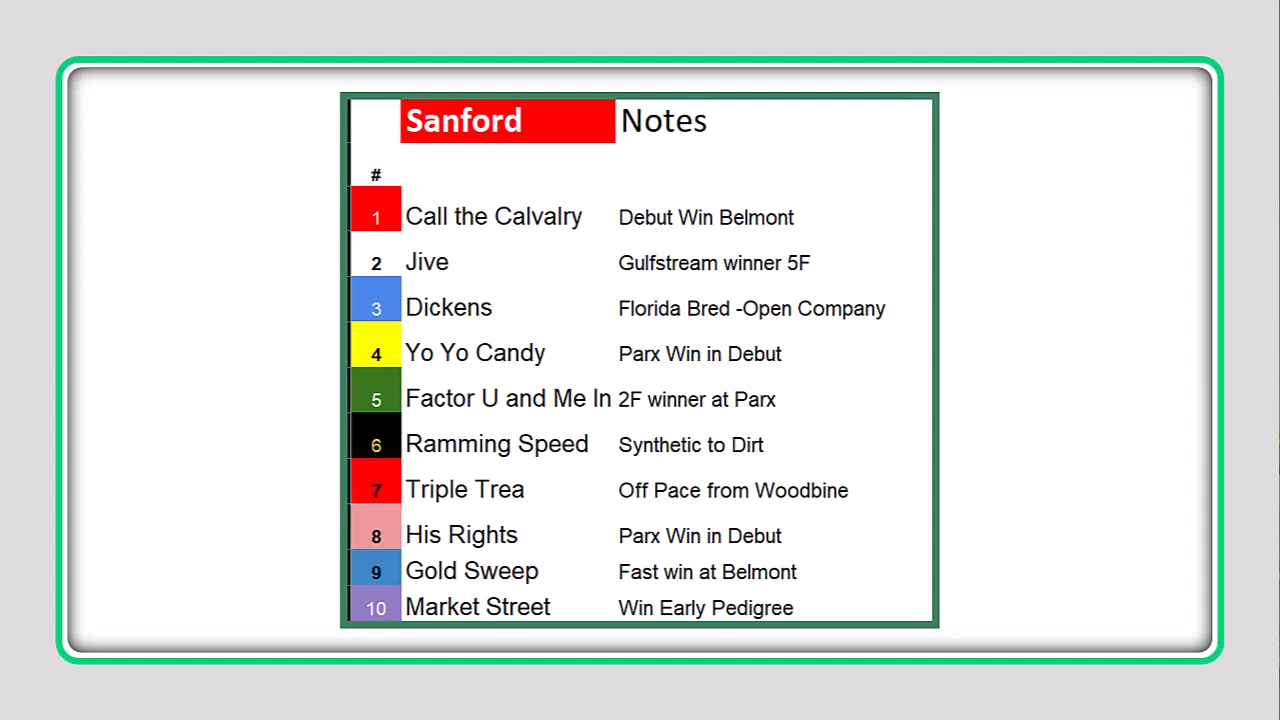 Sanford Notes
#
1 Call the Calvalry Debut Win Belmont
2 Jive Gulfstream winner 5F
3 Dickens Florida Bred -Open Company
4 Yo Yo Candy Parx Win in Debut
5 Factor U and Me In 2F winner at Parx
6 Ramming Speed Synthetic to Dirt
7 Triple Trea Off Pace from Woodbine
8 His Rights Parx Win in Debut
9 Gold Sweep Fast win at Belmont
10 Market Street Win Early Pedigree